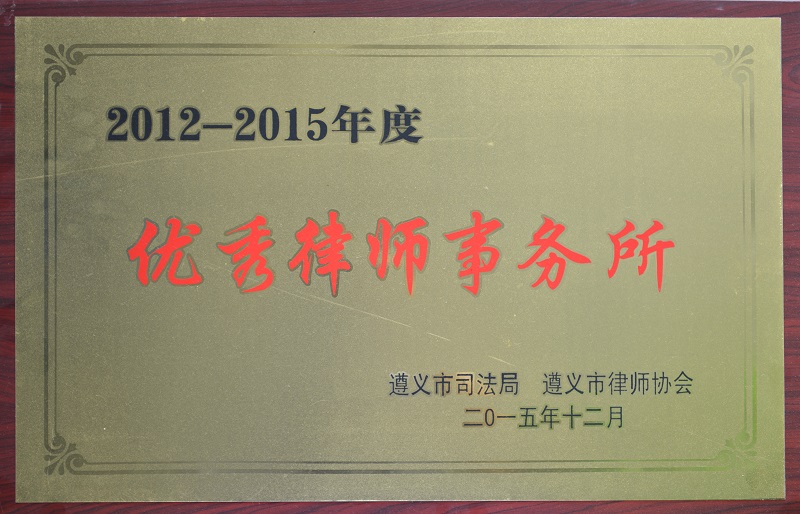 2012-2015年度
优秀律师事务所
遵义市司法局 遵义市律师协会
二0一五年十二月